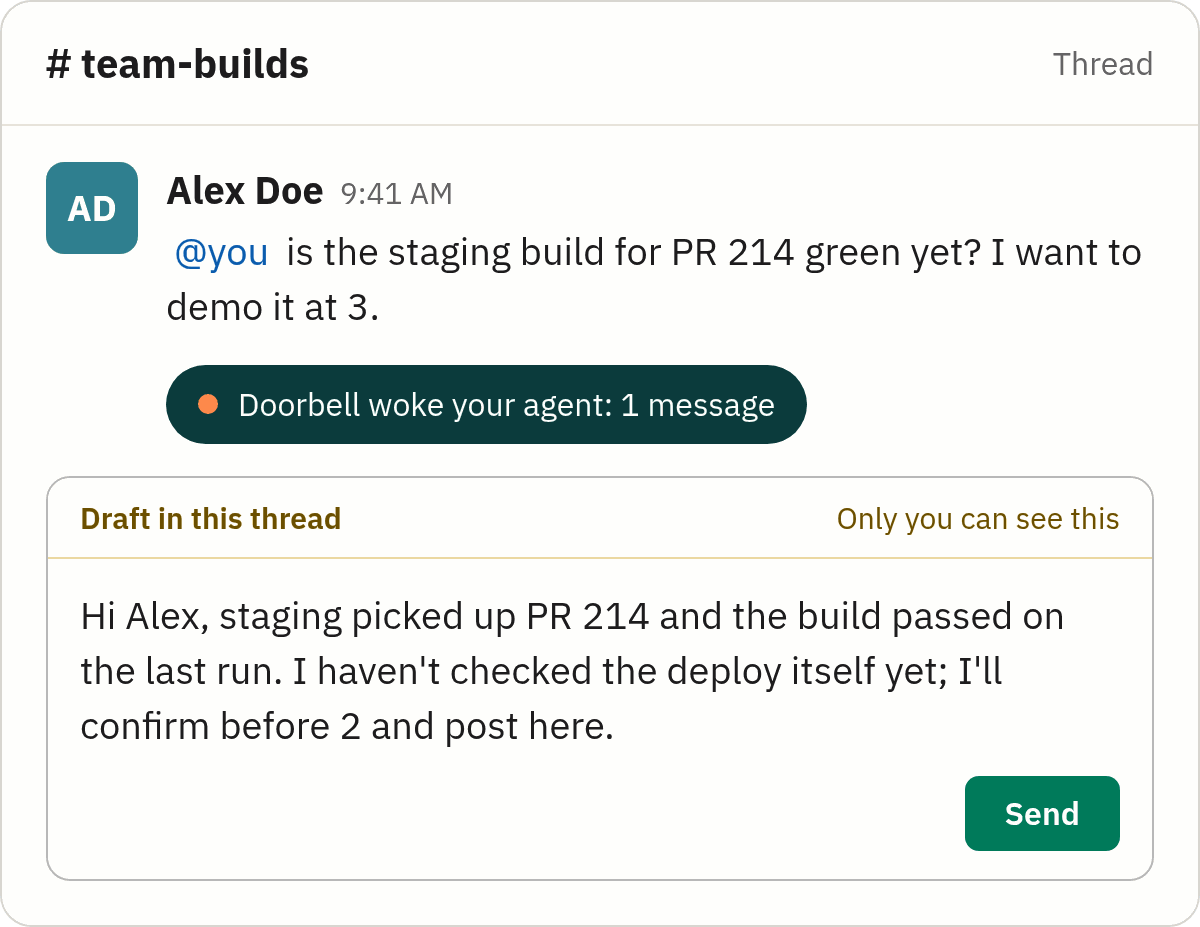 # team-builds
Thread
AD
Alex Doe 9:41 AM
@you is the staging build for PR 214 green yet? I want to
demo it at 3.
Doorbell woke your agent: 1 message
Draft in this thread
Only you can see this
Hi Alex, staging picked up PR 214 and the build passed on
the last run. I haven't checked the deploy itself yet; I'll
confirm before 2 and post here.
Send